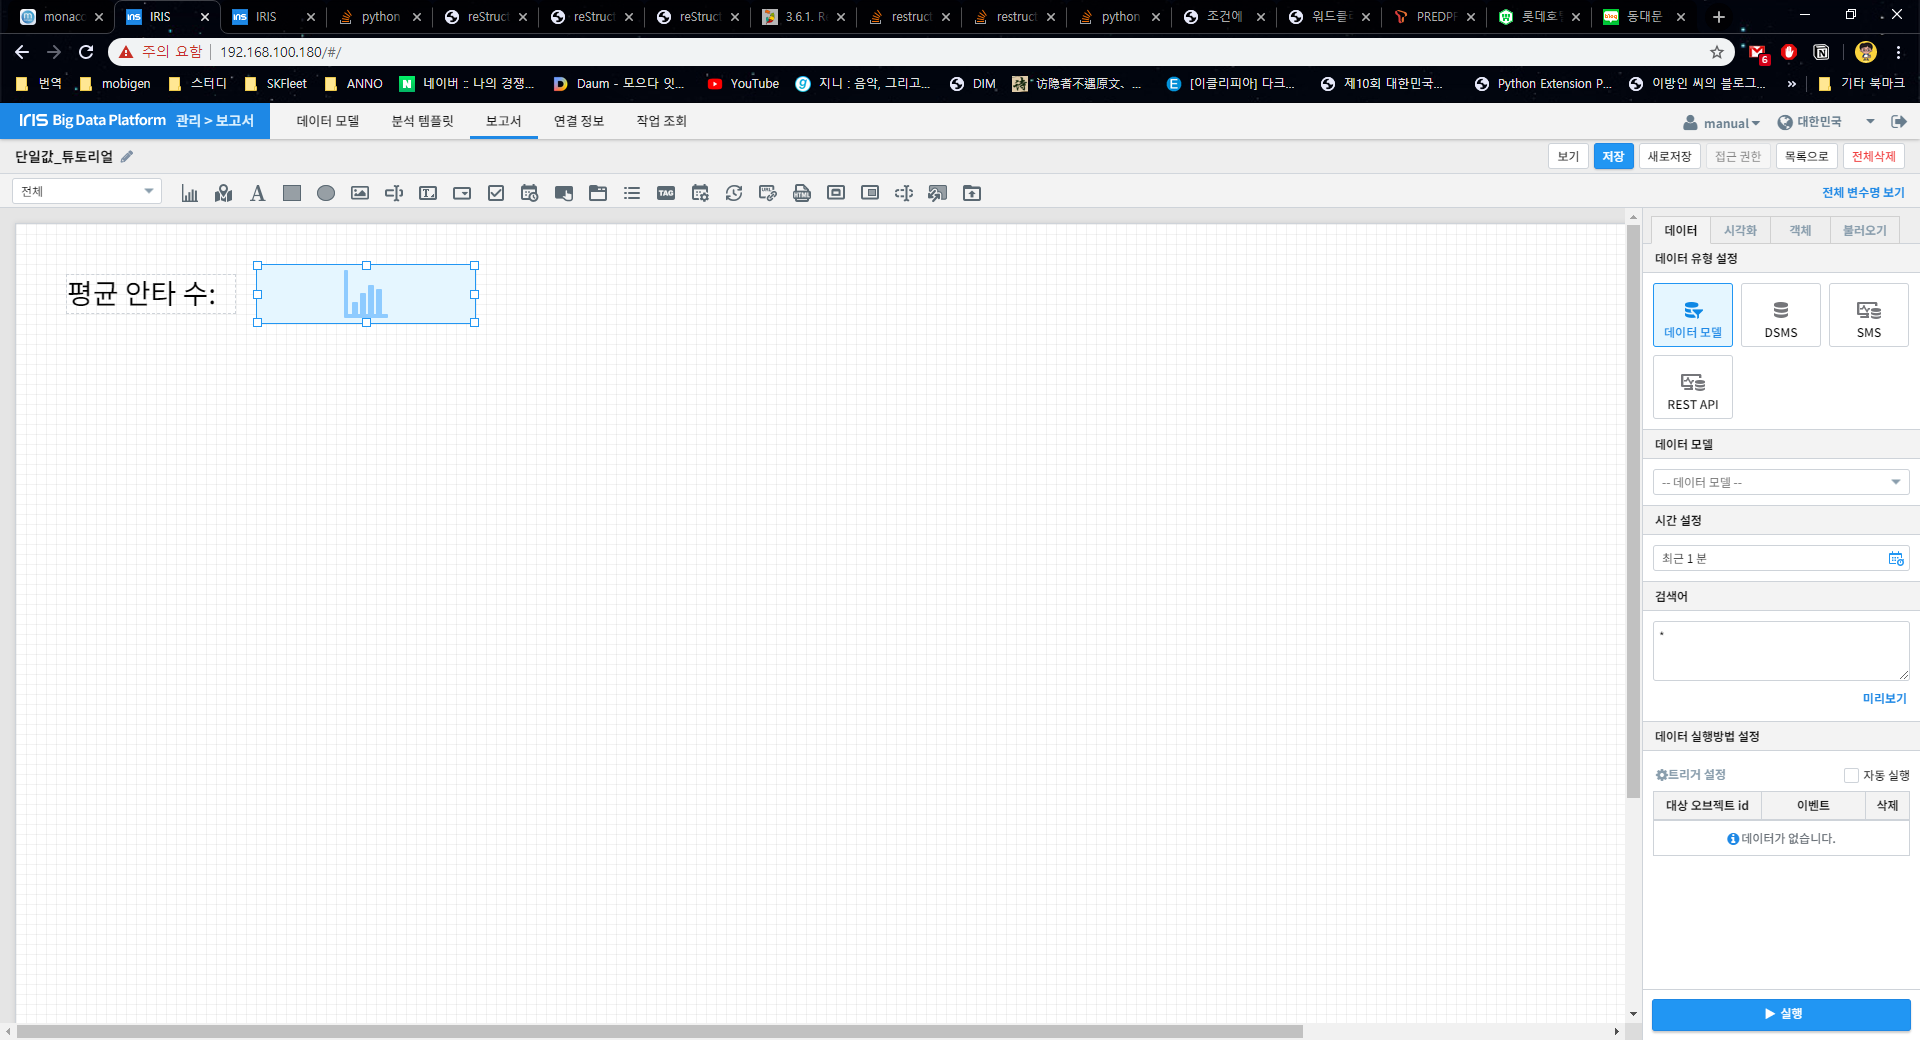 monaco
IRIS
IRIS
python
reStruct
reStruct
reStruct
3.6.1. R
restruct
restruct
python
조건에
워드클
PREDPF
롯데호
동대문
주의 요함
192.168.100.180/#/
6
번역
mobigen
스터디
SKFleet
ANNO
네이버 :: 나의 경쟁...
Daum - 모으다 잇...
YouTube
지니 : 음악, 그리고...
DIM
访隐者不遇原文、...
[이클리피아] 다크...
제10회 대한민국...
Python Extension P...
이방인 씨의 블로그...
»
기타 북마크
IRIS Big Data Platform 관리 > 보고서
데이터 모델
분석 템플릿
보고서
연결 정보
작업 조회
manual
대한민국
단일값_튜토리얼
보기
저장
새로저장
접근 권한
목록으로
전체삭제
전체
A
TAG
전체 변수명 보기
데이터
시각화
객체
불러오기
데이터 유형 설정
평균 안타 수:
데이터 모델
DSMS
SMS
REST API
데이터 모델
-- 데이터 모델 --
시간 설정
최근 1 분
검색어
*
미리보기
데이터 실행방법 설정
트리거 설정
자동 실행
대상 오브젝트 id
이벤트
삭제
데이터가 없습니다.
실행